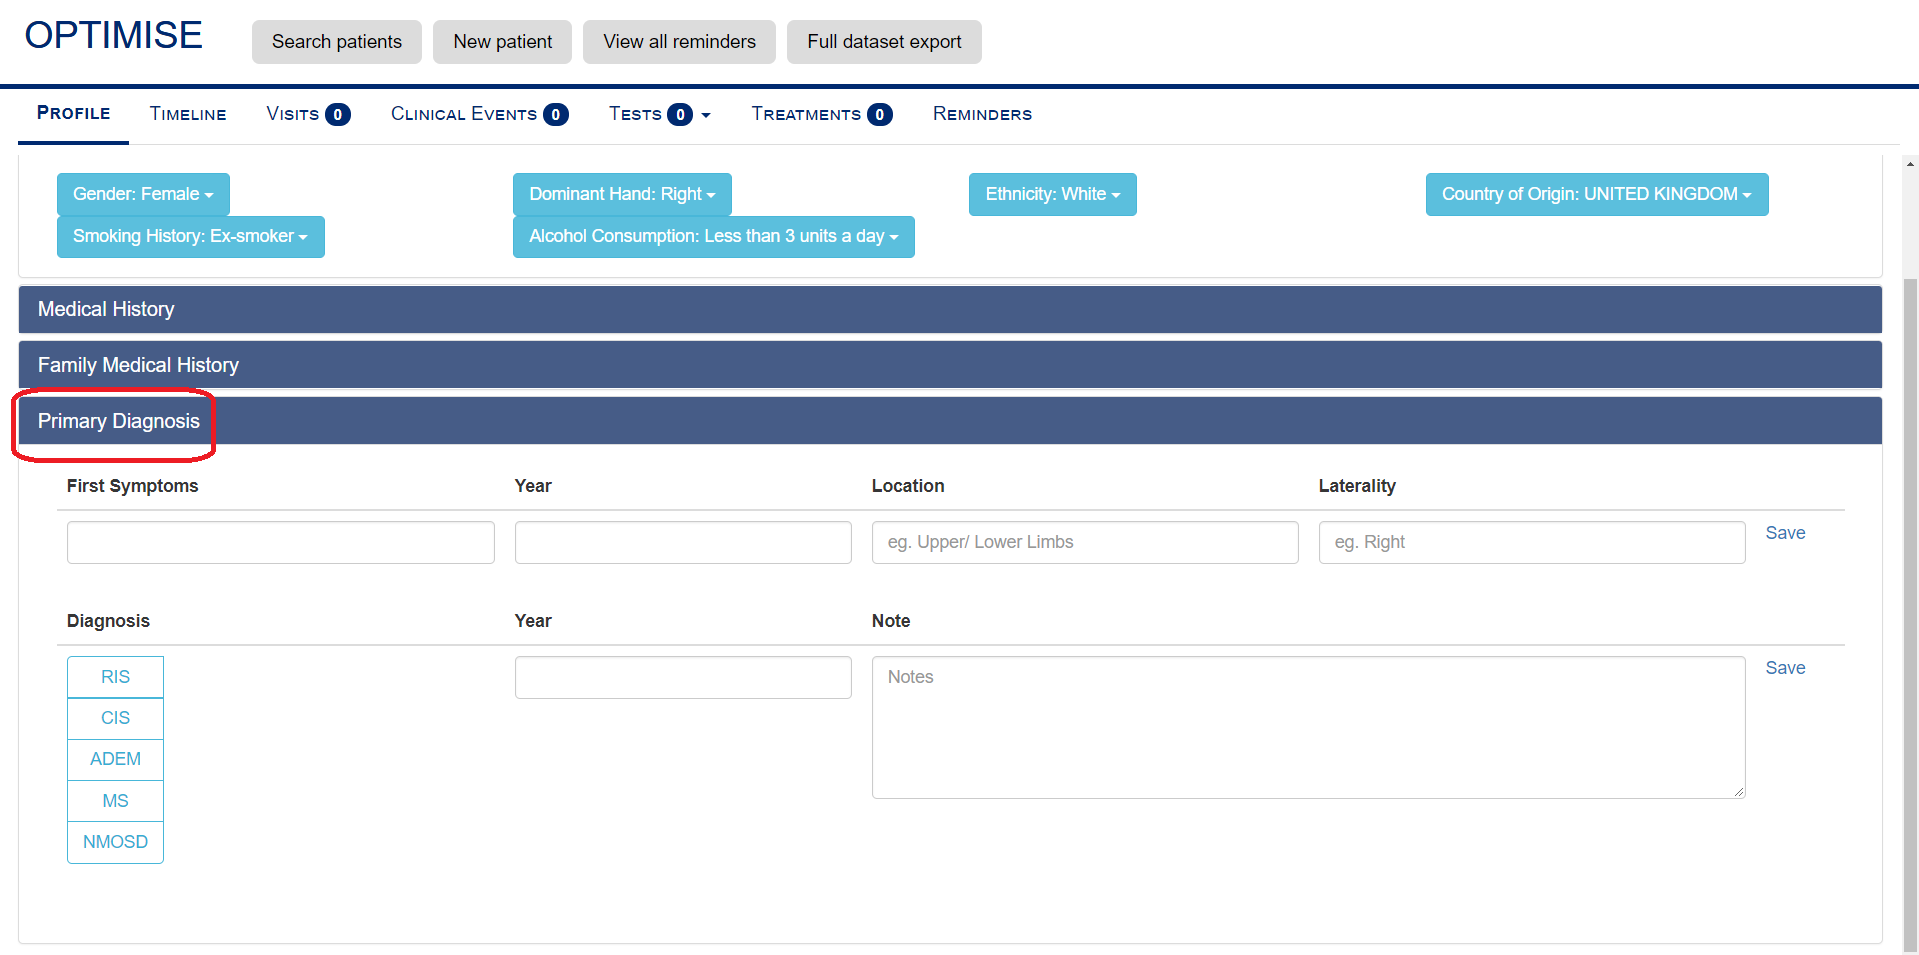 OPTIMISE
Search patients New patient View all reminders Full dataset export
PROFILE TIMELINE VISITS 0 CLINICAL EVENTS 0 TESTS 0 TREATMENTS 0 REMINDERS
Gender: Female Dominant Hand: Right Ethnicity: White Country of Origin: UNITED KINGDOM
Smoking History: Ex-smoker Alcohol Consumption: Less than 3 units a day
Medical History
Family Medical History
Primary Diagnosis
First Symptoms Year Location Laterality
eg. Upper/ Lower Limbs eg. Right Save
Diagnosis Year Note
RIS Notes Save
CIS
ADEM
MS
NMOSD